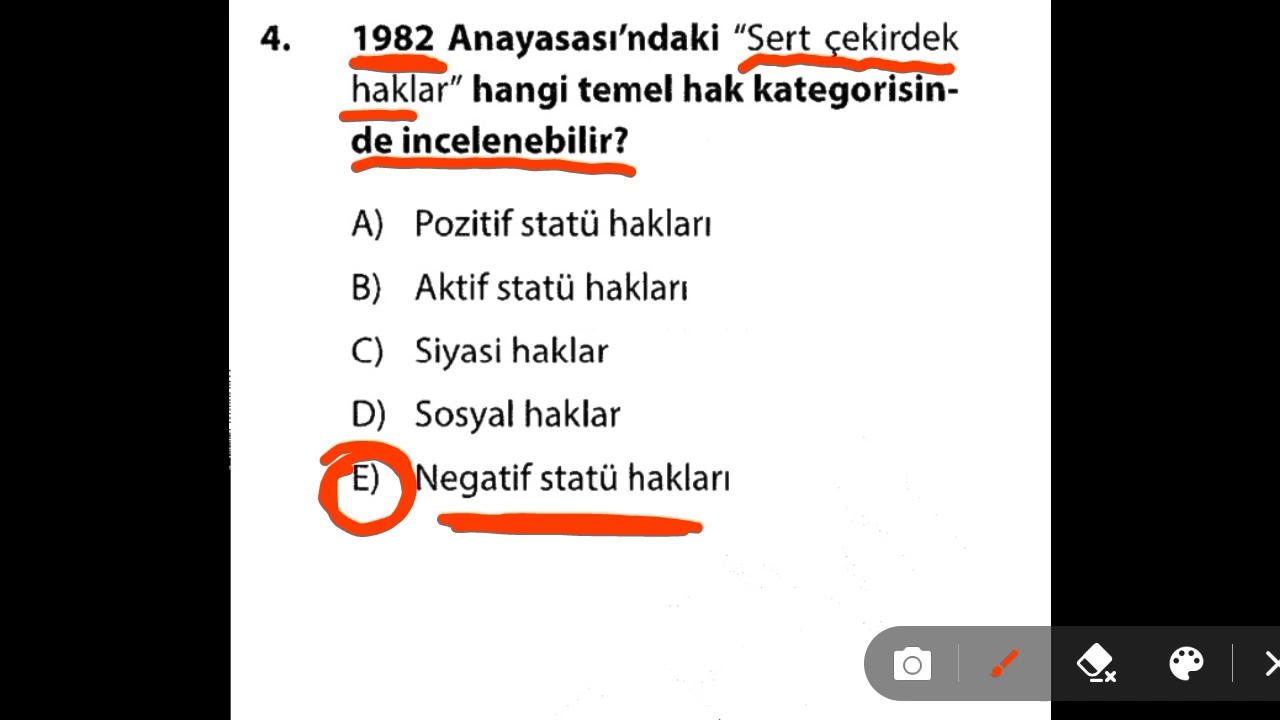 4. 1982 Anayasası'ndaki “Sert çekirdek
haklar” hangi temel hak kategorisin-
de incelenebilir?
A) Pozitif statü hakları
B) Aktif statü hakları
C) Siyasi haklar
D) Sosyal haklar
E) Negatif statü hakları